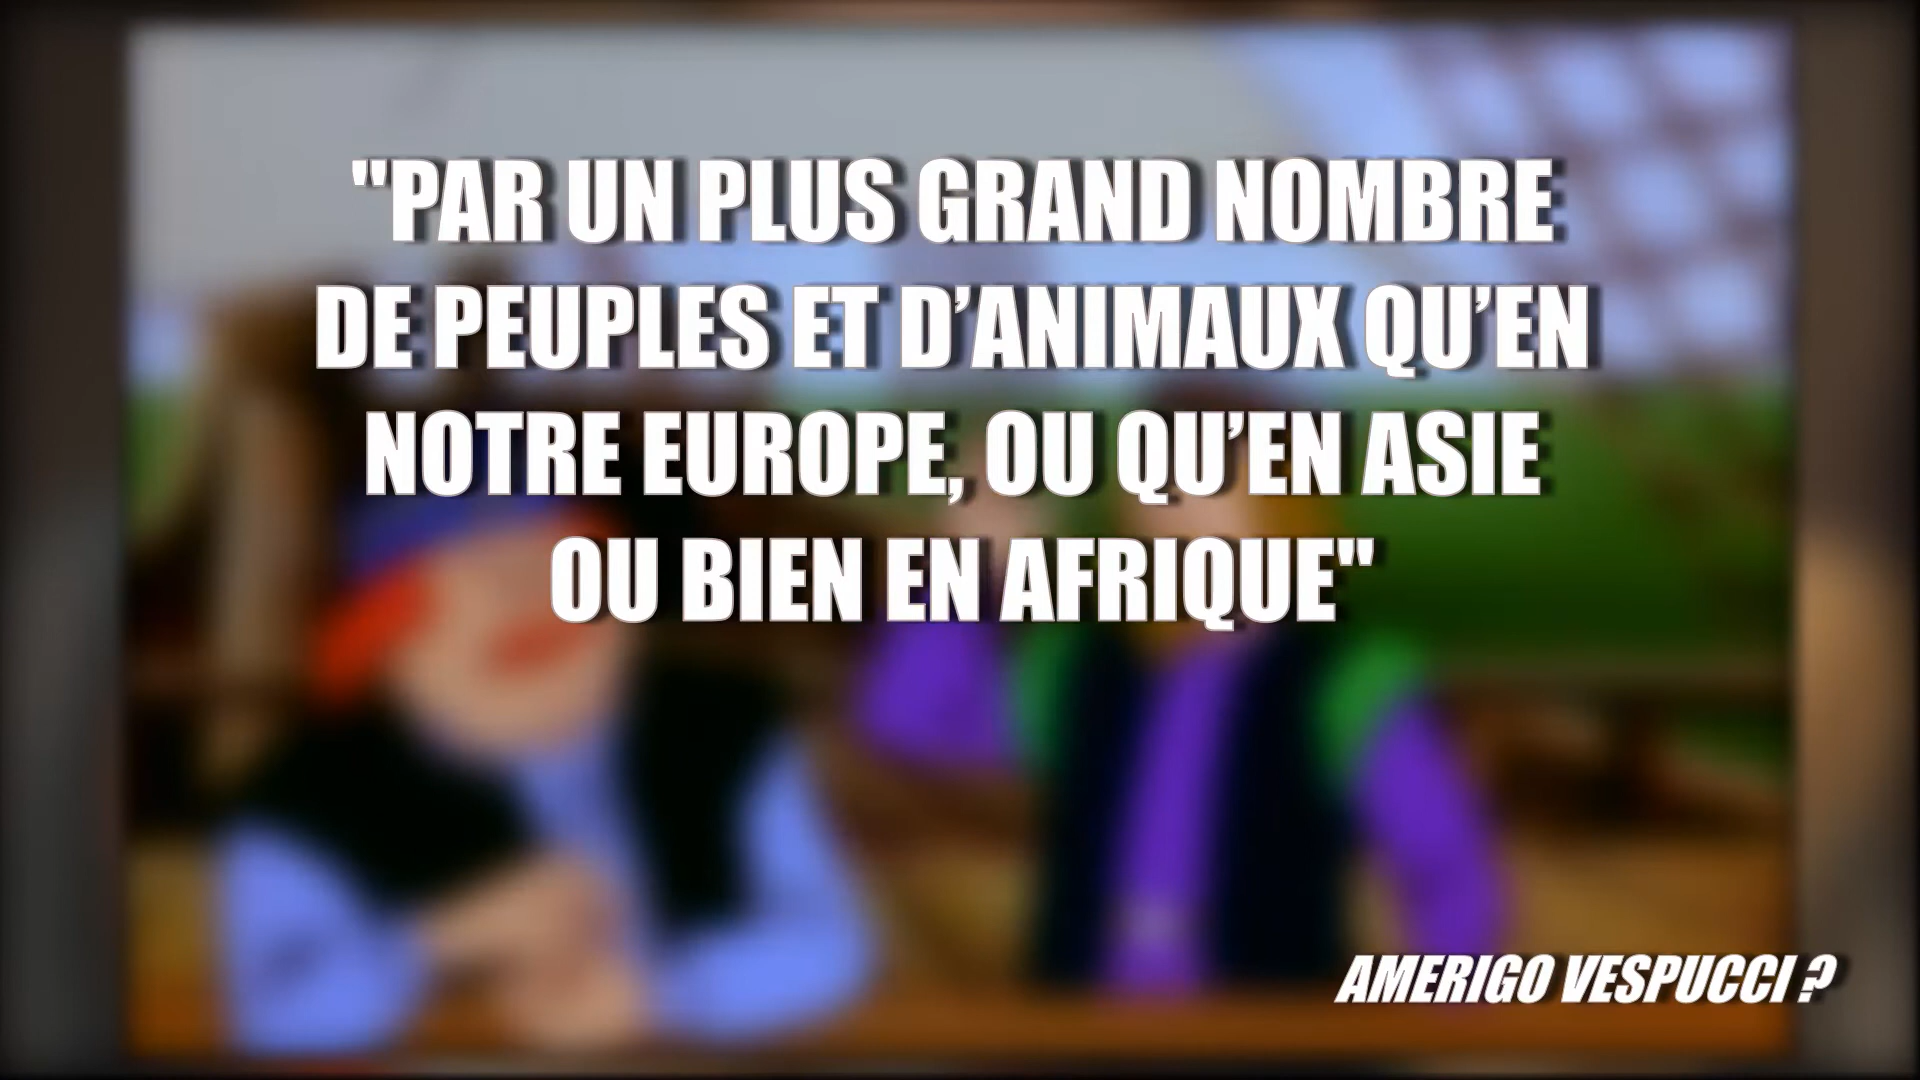 "PAR UN PLUS GRAND NOMBRE
DE PEUPLES ET D’ANIMAUX QU’EN
NOTRE EUROPE, OU QU’EN ASIE
OU BIEN EN AFRIQUE"
AMERIGO VESPUCCI ?